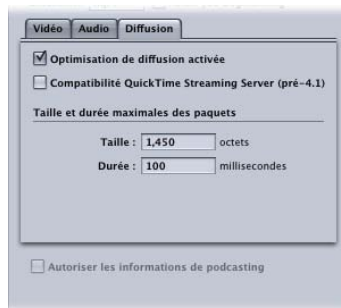 Vidéo Audio Diffusion
Optimisation de diffusion activée
Compatibilité QuickTime Streaming Server (pré-4.1)
Taille et durée maximales des paquets
Taille : 1,450 octets
Durée : 100 millisecondes
Autoriser les informations de podcasting